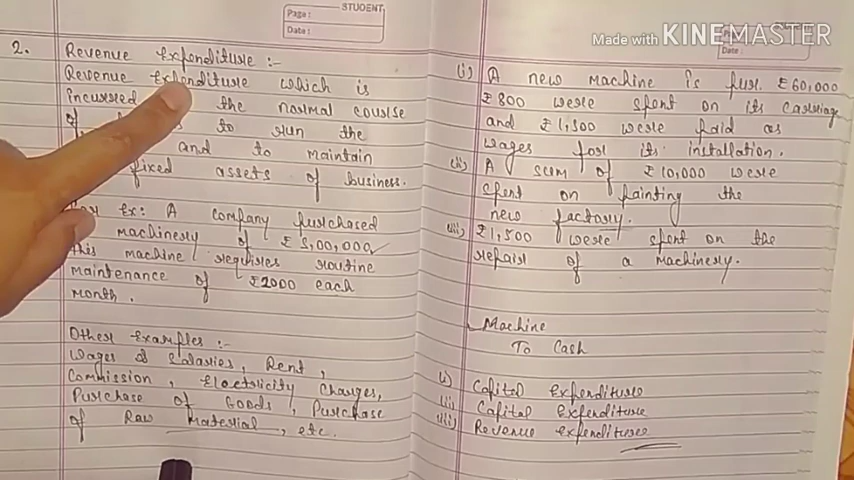 STUDENT
Page:
Date:
Made with KINEMASTER
Date:
2. Revenue Expenditure :-
Revenue Expenditure which is
incurred the normal course
of to run the
and to maintain
fixed assets of business.
Ex: A company purchased
machinery of ₹ 5,00,000
This machine requires routine
maintenance of ₹2000 each
month.
Other Examples :-
Wages & Salaries, Rent,
Commission, Electricity Charges,
Purchase of Goods, Purchase
of Raw Material, etc.
(i) A new Machine is pur. ₹60,000
₹800 were spent on its carriage
and ₹1,500 were paid as
wages for its installation.
(ii) A sum of ₹10,000 were
spent on painting the
new factory.
(iii) ₹1,500 were spent on the
repair of a machinery.
Machine
To Cash
(i) Capital Expenditure
(ii) Capital Expenditure
(iii) Revenue Expenditure